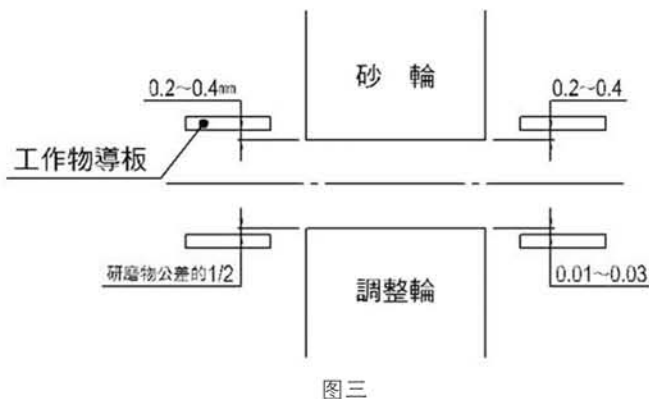 砂 輪
0.2~0.4mm
0.2~0.4
工作物導板
研磨物公差的1/2
調整輪
0.01~0.03
图三